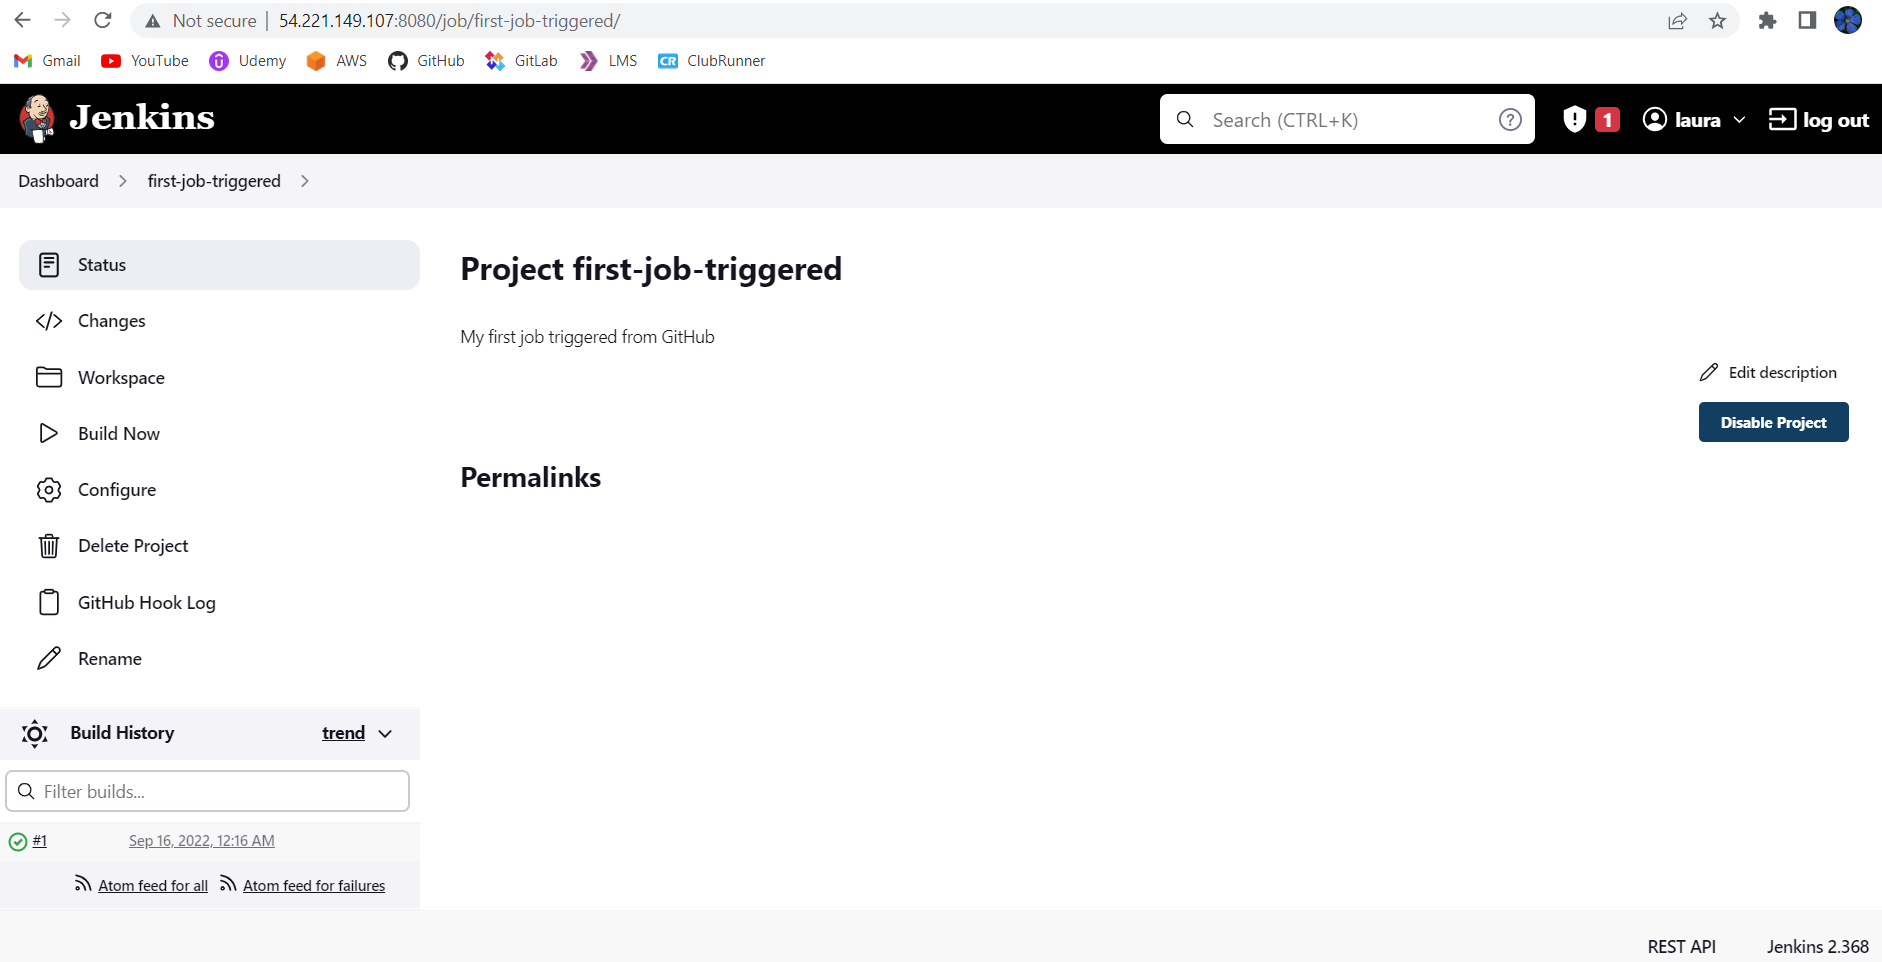 Not secure | 54.221.149.107:8080/job/first-job-triggered/
Gmail YouTube Udemy AWS GitHub GitLab LMS CR ClubRunner
Jenkins Search (CTRL+K) ? ! 1 laura log out
Dashboard first-job-triggered
Status
Project first-job-triggered
Changes
My first job triggered from GitHub
Edit description
Workspace
Disable Project
Build Now
Permalinks
Configure
Delete Project
GitHub Hook Log
Rename
Build History trend
Filter builds...
#1 Sep 16, 2022, 12:16 AM
Atom feed for all Atom feed for failures
REST API Jenkins 2.368